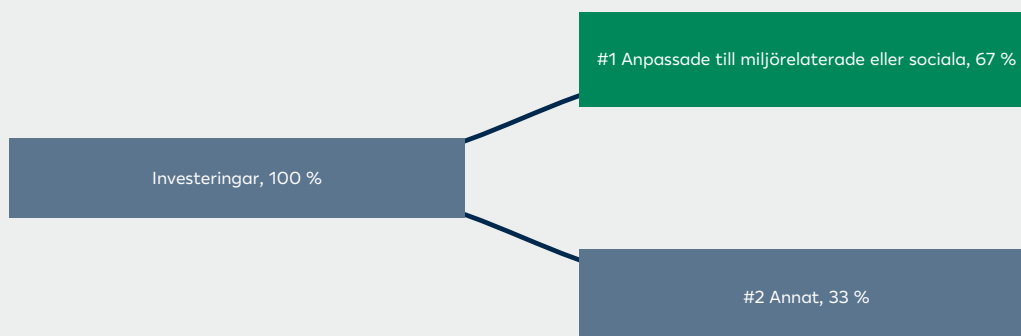 #1 Anpassade till miljörelaterade eller sociala, 67 %
Investeringar, 100 %
#2 Annat, 33 %